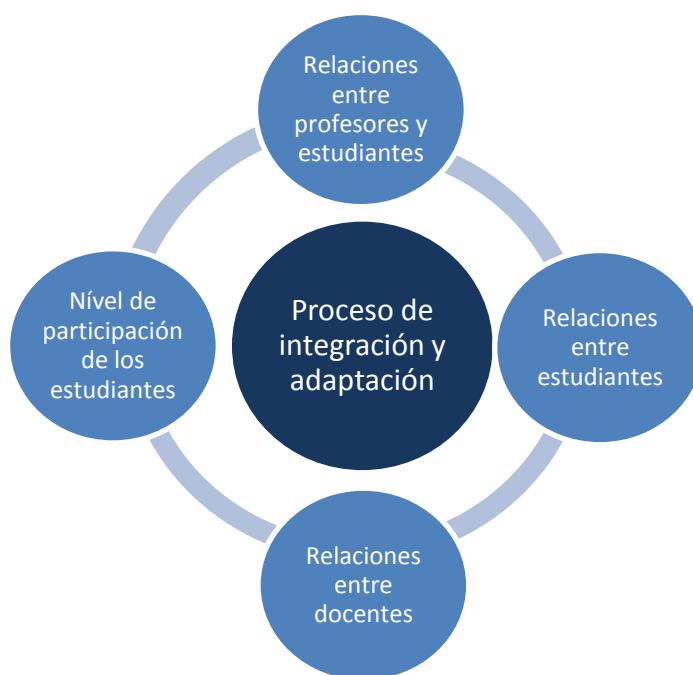 Relaciones
entre
profesores y
estudiantes
Nível de
participación
de los
estudiantes
Proceso de
integración y
adaptación
Relaciones
entre
estudiantes
Relaciones
entre
docentes